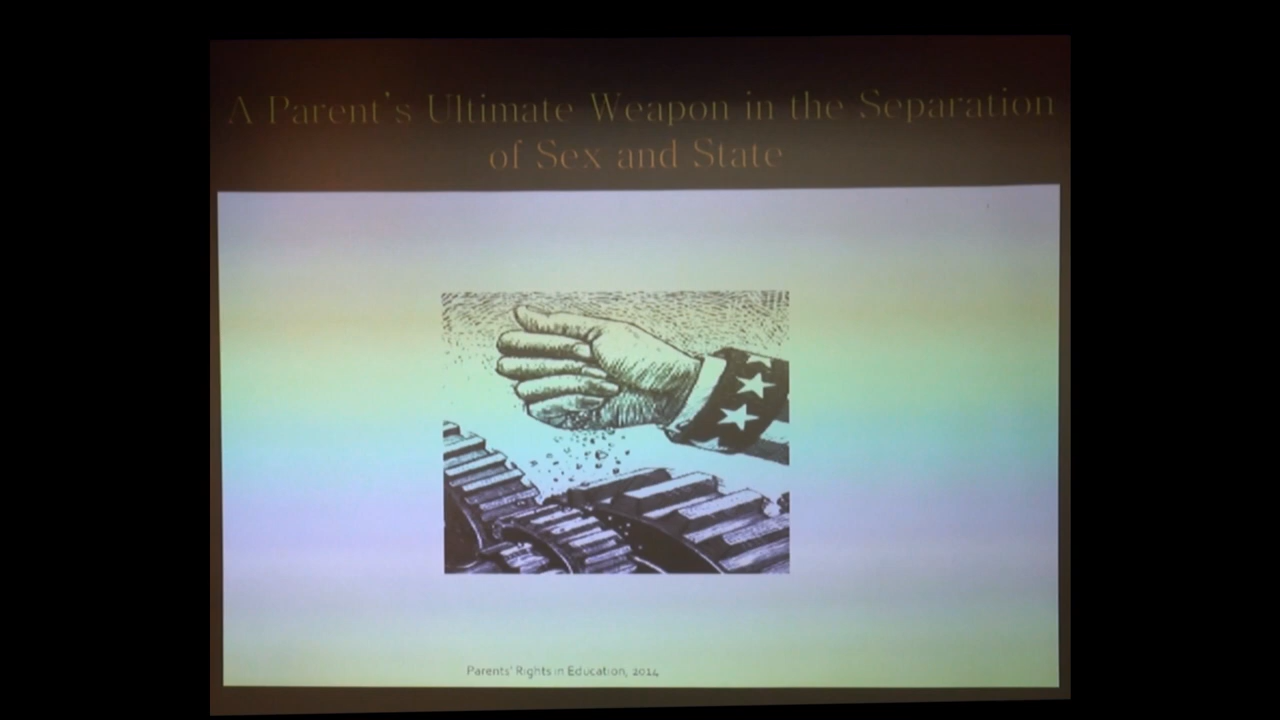 A Parent's Ultimate Weapon in the Separation
of Sex and State
Parents' Rights in Education, 2014